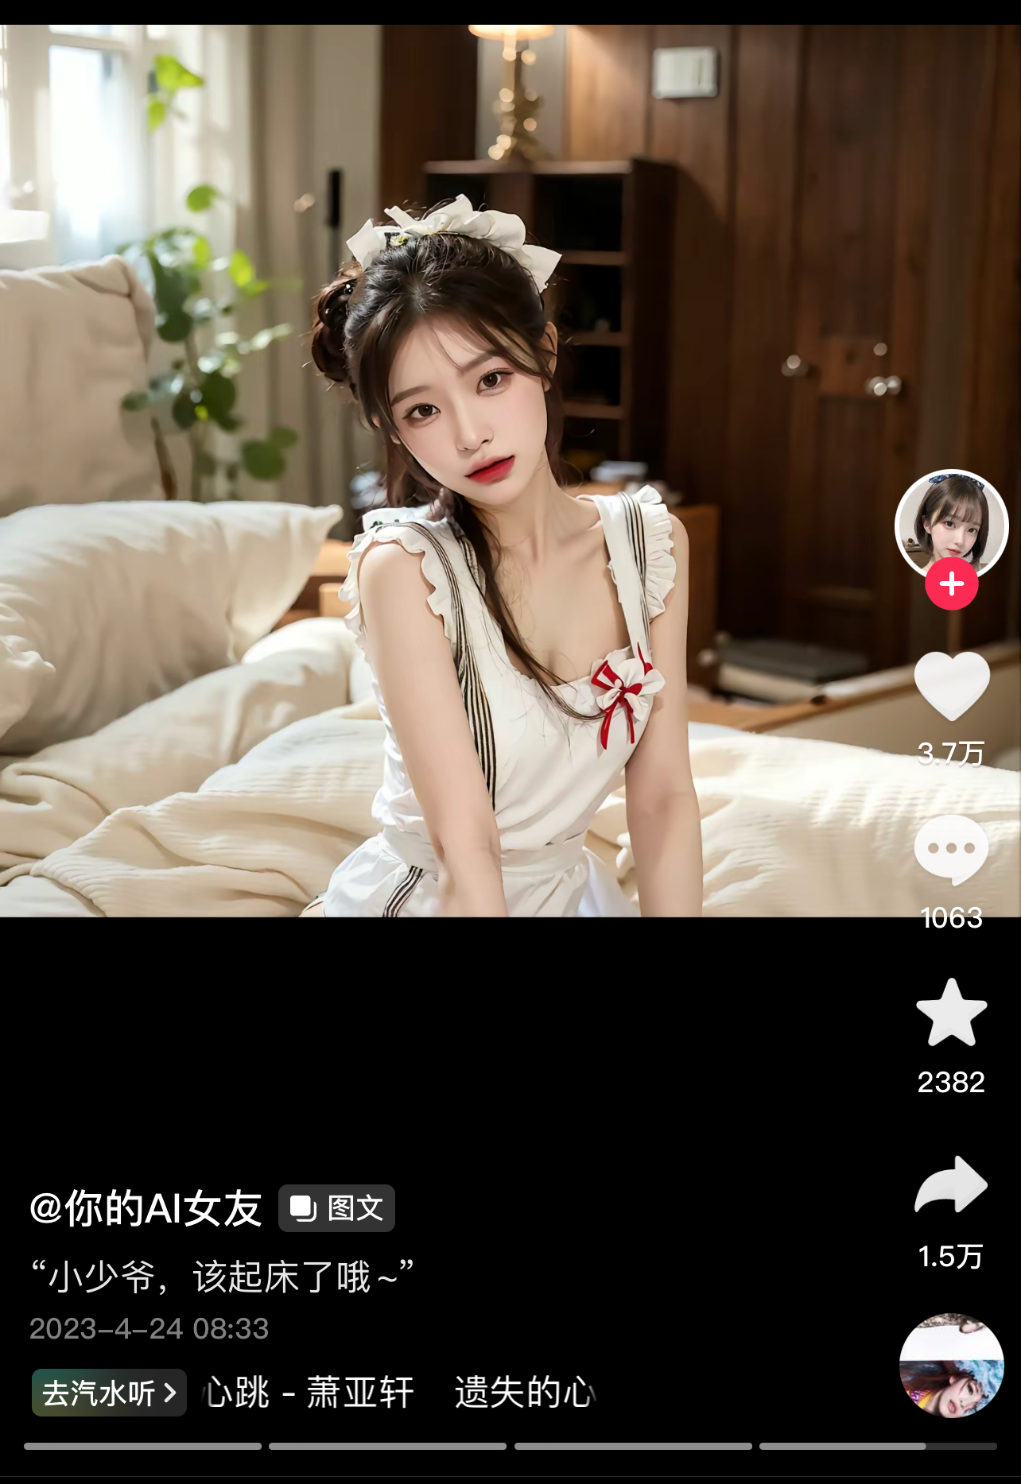 3.7万
1063
2382
1.5万
@你的AI女友 图文
“小少爷，该起床了哦~”
2023-4-24 08:33
去汽水听 心跳 - 萧亚轩 遗失的心